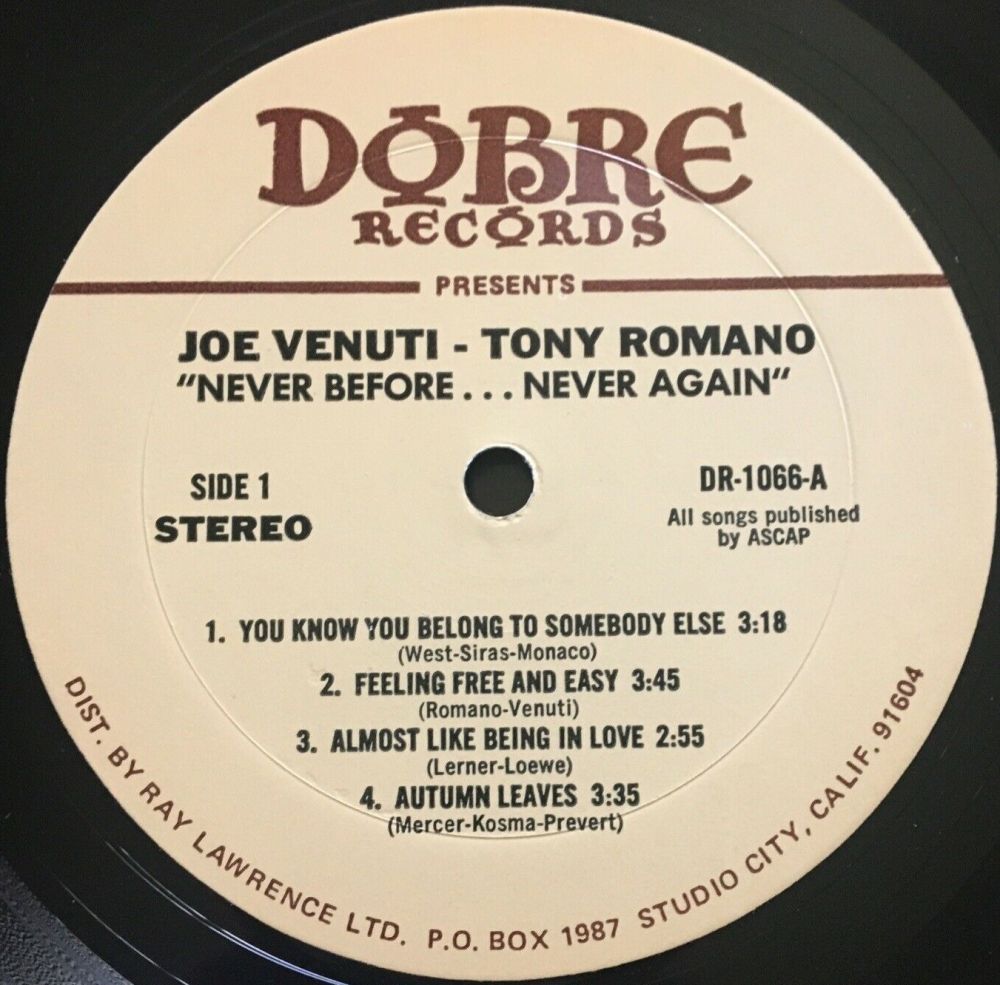 DOBRE
RECORDS
PRESENTS
JOE VENUTI - TONY ROMANO
"NEVER BEFORE... NEVER AGAIN"
SIDE 1
STEREO
DR-1066-A
All songs published
by ASCAP
1. YOU KNOW YOU BELONG TO SOMEBODY ELSE 3:18
(West-Siras-Monaco)
2. FEELING FREE AND EASY 3:45
(Romano-Venuti)
3. ALMOST LIKE BEING IN LOVE 2:55
(Lerner-Loewe)
4. AUTUMN LEAVES 3:35
(Mercer-Kosma-Prevert)
DIST. BY RAY LAWRENCE LTD. P.O. BOX 1987 STUDIO CITY, CALIF. 91604